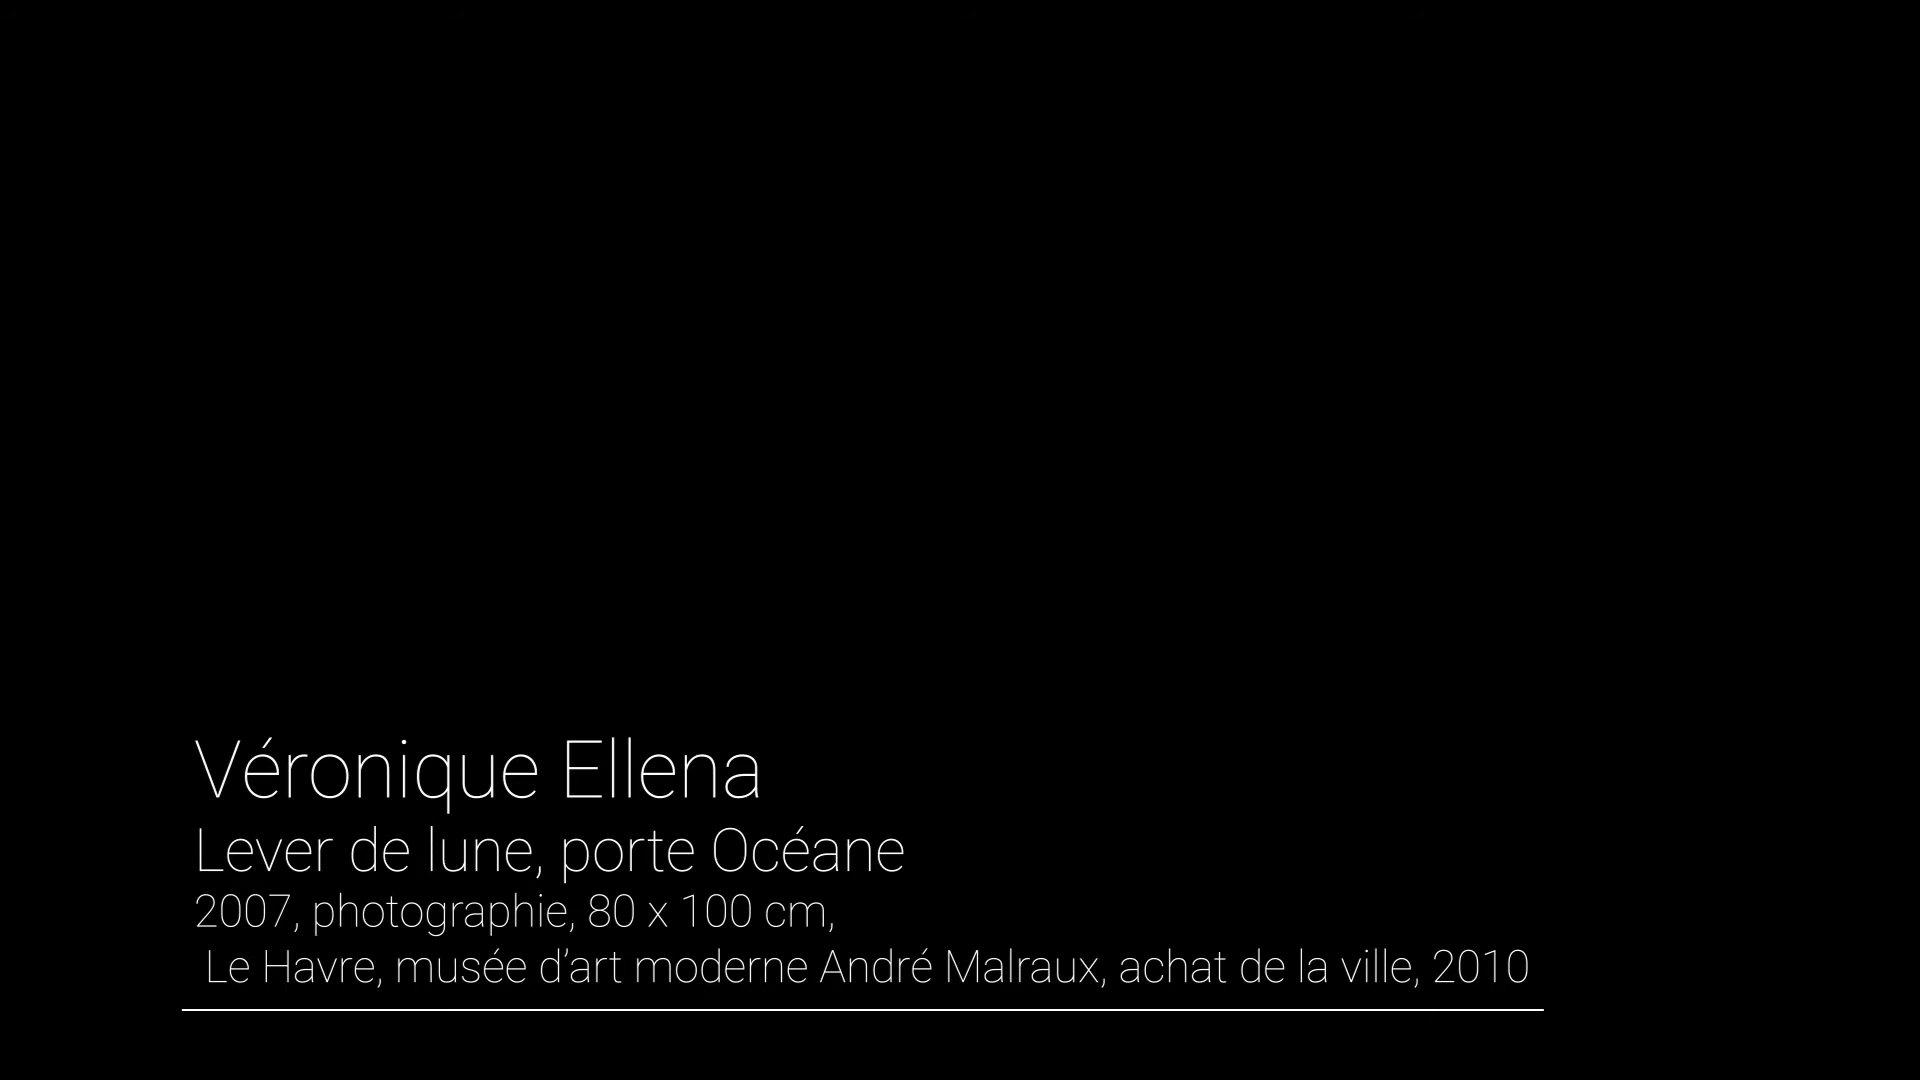 Véronique Ellena
Lever de lune, porte Océane
2007, photographie, 80 x 100 cm,
Le Havre, musée d’art moderne André Malraux, achat de la ville, 2010